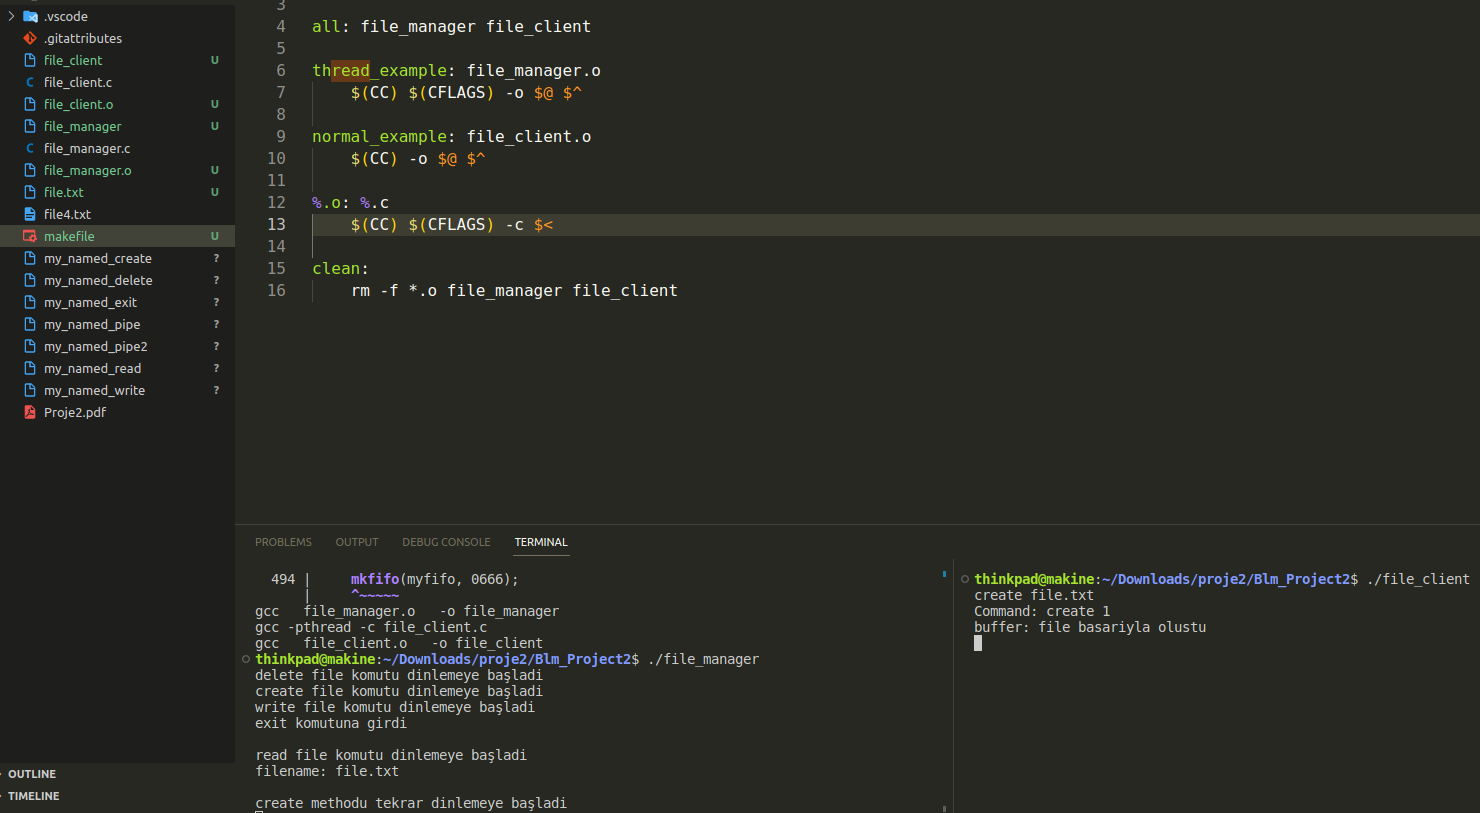 .vscode
.gitattributes
file_client U
C file_client.c
file_client.o U
file_manager U
C file_manager.c
file_manager.o U
file.txt U
file4.txt
makefile U
my_named_create ?
my_named_delete ?
my_named_exit ?
my_named_pipe ?
my_named_pipe2 ?
my_named_read ?
my_named_write ?
Proje2.pdf
OUTLINE
TIMELINE
3
4 all: file_manager file_client
5
6 thread_example: file_manager.o
7 $(CC) $(CFLAGS) -o $@ $^
8
9 normal_example: file_client.o
10 $(CC) -o $@ $^
11
12 %.o: %.c
13 $(CC) $(CFLAGS) -c $<
14
15 clean:
16 rm -f *.o file_manager file_client
PROBLEMS OUTPUT DEBUG CONSOLE TERMINAL
494 | mkfifo(myfifo, 0666);
| ^~~~~~
gcc file_manager.o -o file_manager
gcc -pthread -c file_client.c
gcc file_client.o -o file_client
thinkpad@makine:~/Downloads/proje2/Blm_Project2$ ./file_manager
delete file komutu dinlemeye başladi
create file komutu dinlemeye başladi
write file komutu dinlemeye başladi
exit komutuna girdi
read file komutu dinlemeye başladi
filename: file.txt
create methodu tekrar dinlemeye başladi
thinkpad@makine:~/Downloads/proje2/Blm_Project2$ ./file_client
create file.txt
Command: create 1
buffer: file basariyla olustu